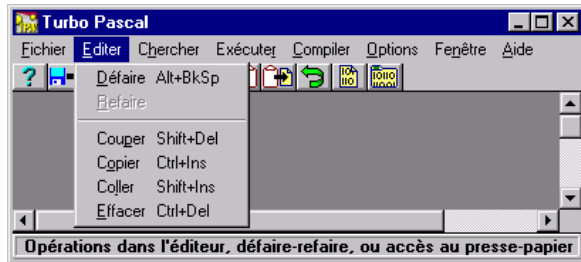 Turbo Pascal
Fichier Editer Chercher Exécuter Compiler Options Fenêtre Aide
Défaire Alt+BkSp
Refaire
Couper Shift+Del
Copier Ctrl+Ins
Coller Shift+Ins
Effacer Ctrl+Del
Opérations dans l'éditeur, défaire-refaire, ou accès au presse-papier